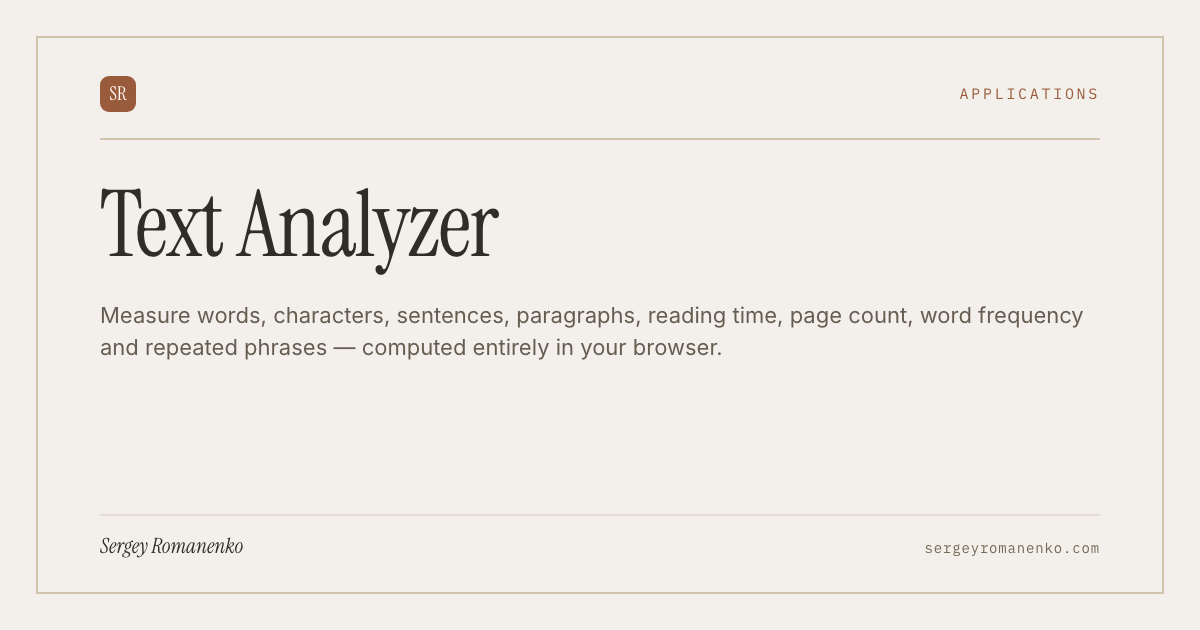 SR
APPLICATIONS
Text Analyzer
Measure words, characters, sentences, paragraphs, reading time, page count, word frequency
and repeated phrases — computed entirely in your browser.
Sergey Romanenko
sergeyromanenko.com